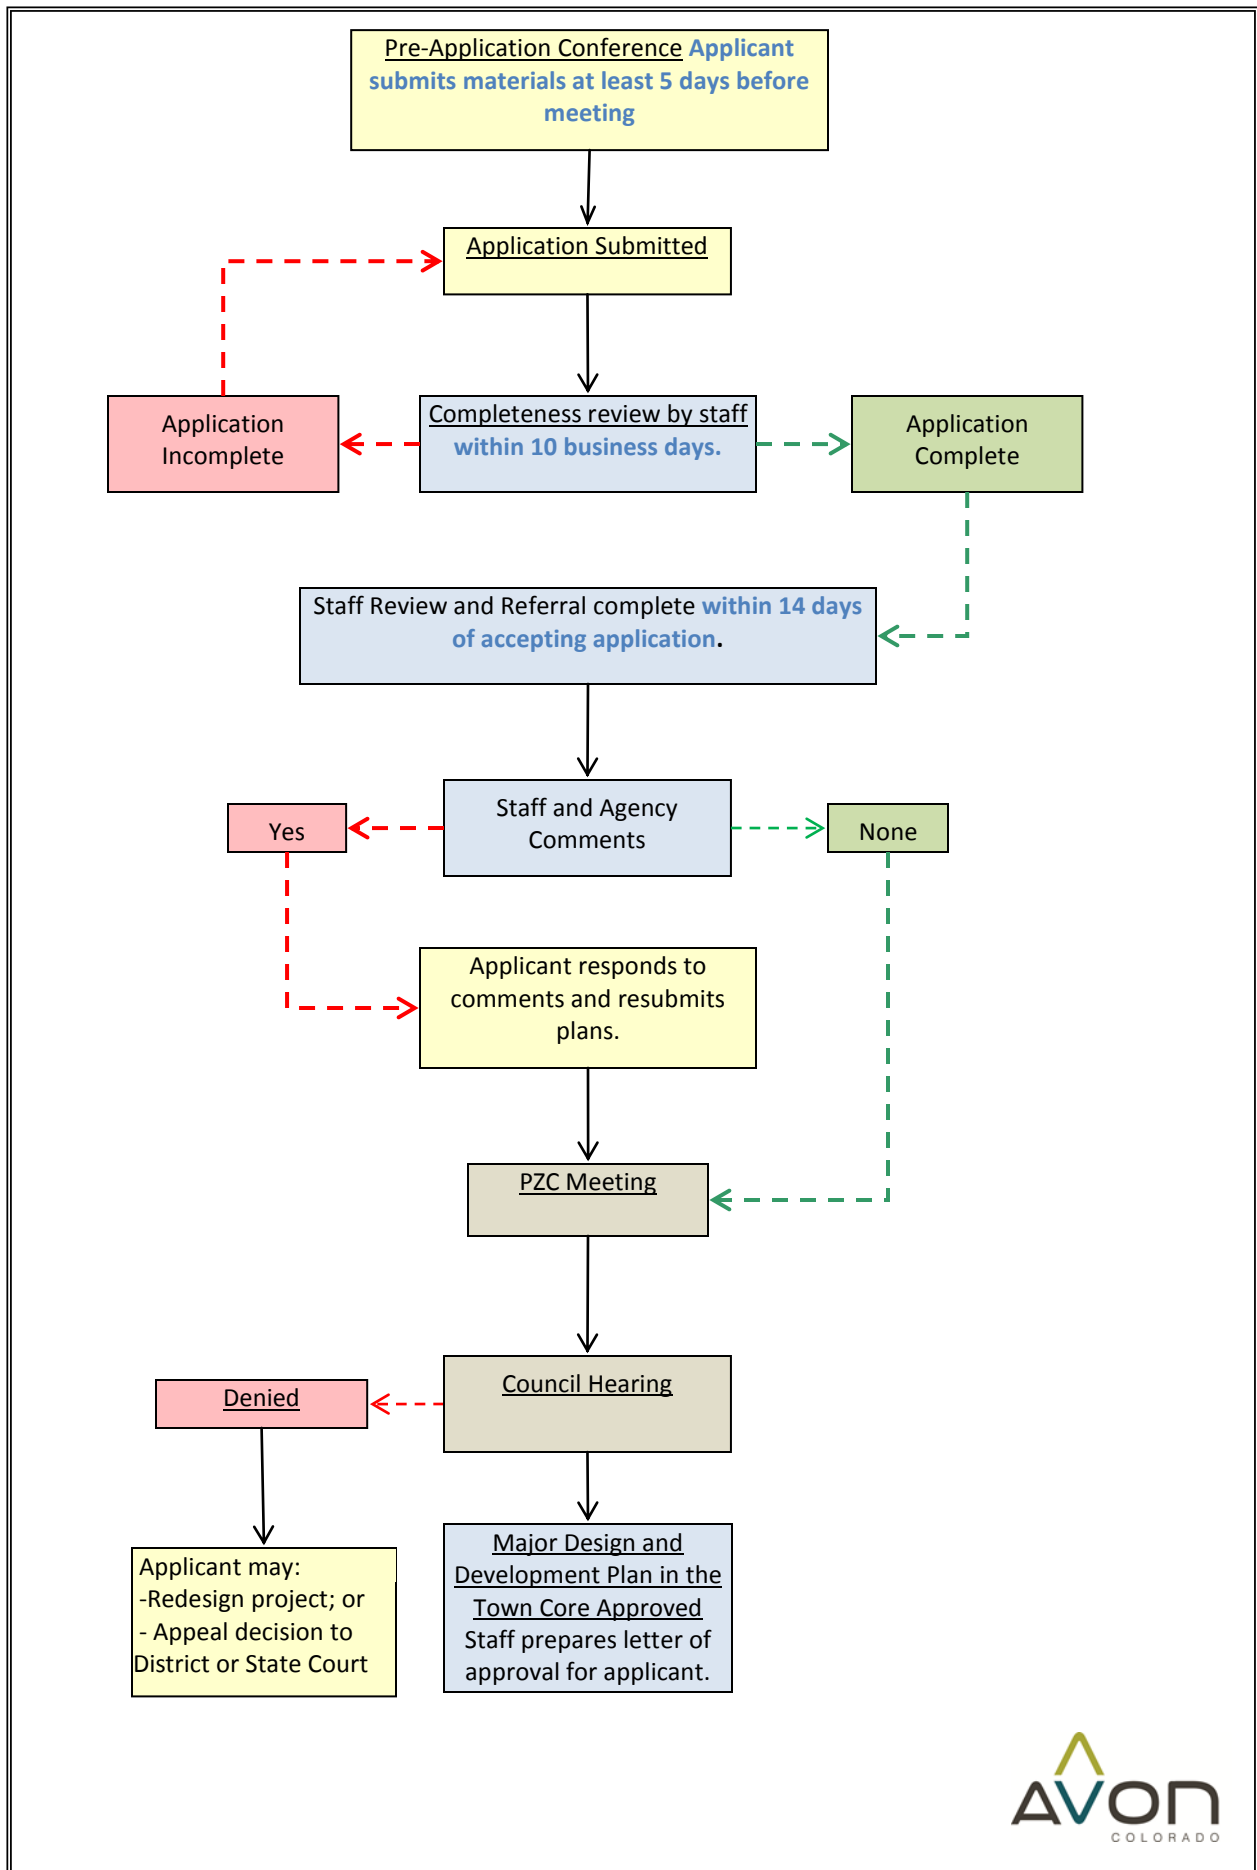 Pre-Application Conference Applicant
submits materials at least 5 days before
meeting
Application Submitted
Application
Incomplete
Completeness review by staff
within 10 business days.
Application
Complete
Staff Review and Referral complete within 14 days
of accepting application.
Yes
Staff and Agency
Comments
None
Applicant responds to
comments and resubmits
plans.
PZC Meeting
Council Hearing
Denied
Applicant may:
-Redesign project; or
- Appeal decision to
District or State Court
Major Design and
Development Plan in the
Town Core Approved
Staff prepares letter of
approval for applicant.
AVON
COLORADO